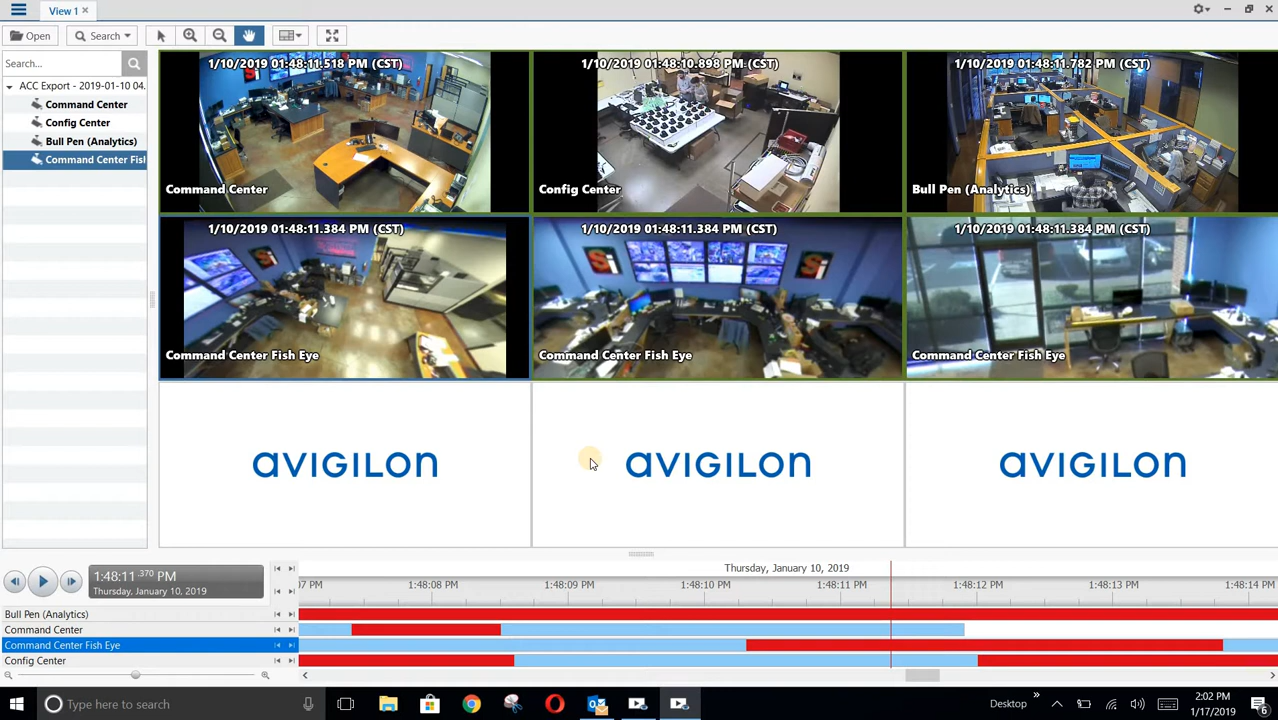 View 1
Open
Search
1/10/2019 01:48:11.518 PM (CST)
1/10/2019 01:48:10.898 PM (CST)
1/10/2019 01:48:11.782 PM (CST)
Search...
ACC Export - 2019-01-10 04.
Command Center
Config Center
Bull Pen (Analytics)
Command Center Fisl
Command Center
Config Center
Bull Pen (Analytics)
1/10/2019 01:48:11.384 PM (CST)
1/10/2019 01:48:11.384 PM (CST)
1/10/2019 01:48:11.384 PM (CST)
Si
Command Center Fish Eye
Command Center Fish Eye
Command Center Fish Eye
avigilon
avigilon
avigilon
1:48:11.370 PM
Thursday, January 10, 2019
Thursday, January 10, 2019
:07 PM
1:48:08 PM
1:48:09 PM
1:48:10 PM
1:48:11 PM
1:48:12 PM
1:48:13 PM
1:48:14 PM
Bull Pen (Analytics)
Command Center
Command Center Fish Eye
Config Center
Type here to search
Desktop
2:02 PM
1/17/2019
6